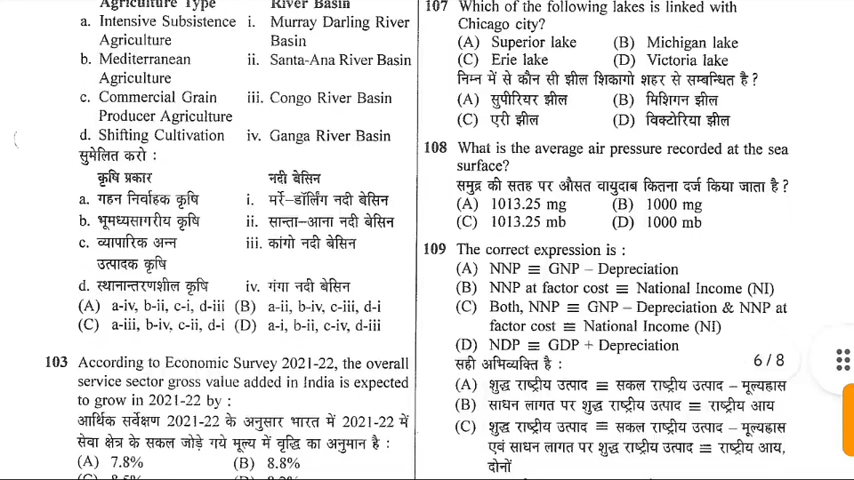 Agriculture Type River Basin
a. Intensive Subsistence i. Murray Darling River
Agriculture Basin
b. Mediterranean ii. Santa-Ana River Basin
Agriculture
c. Commercial Grain iii. Congo River Basin
Producer Agriculture
d. Shifting Cultivation iv. Ganga River Basin
सुमेलित करो :
कृषि प्रकार नदी बेसिन
a. गहन निर्वाहक कृषि i. मर्रे–डॉर्लिंग नदी बेसिन
b. भूमध्यसागरीय कृषि ii. सान्ता–आना नदी बेसिन
c. व्यापारिक अन्न iii. कांगो नदी बेसिन
उत्पादक कृषि
d. स्थानान्तरणशील कृषि iv. गंगा नदी बेसिन
(A) a-iv, b-ii, c-i, d-iii (B) a-ii, b-iv, c-iii, d-i
(C) a-iii, b-iv, c-ii, d-i (D) a-i, b-ii, c-iv, d-iii
103 According to Economic Survey 2021-22, the overall
service sector gross value added in India is expected
to grow in 2021-22 by :
आर्थिक सर्वेक्षण 2021-22 के अनुसार भारत में 2021-22 में
सेवा क्षेत्र के सकल जोड़े गये मूल्य में वृद्धि का अनुमान है :
(A) 7.8% (B) 8.8%
107 Which of the following lakes is linked with
Chicago city?
(A) Superior lake (B) Michigan lake
(C) Erie lake (D) Victoria lake
निम्न में से कौन सी झील शिकागो शहर से सम्बन्धित है ?
(A) सुपीरियर झील (B) मिशिगन झील
(C) एरी झील (D) विक्टोरिया झील
108 What is the average air pressure recorded at the sea
surface?
समुद्र की सतह पर औसत वायुदाब कितना दर्ज किया जाता है ?
(A) 1013.25 mg (B) 1000 mg
(C) 1013.25 mb (D) 1000 mb
109 The correct expression is :
(A) NNP ≡ GNP – Depreciation
(B) NNP at factor cost ≡ National Income (NI)
(C) Both, NNP ≡ GNP – Depreciation & NNP at
factor cost ≡ National Income (NI)
(D) NDP ≡ GDP + Depreciation
सही अभिव्यक्ति है :
(A) शुद्ध राष्ट्रीय उत्पाद ≡ सकल राष्ट्रीय उत्पाद – मूल्यह्रास
(B) साधन लागत पर शुद्ध राष्ट्रीय उत्पाद ≡ राष्ट्रीय आय
(C) शुद्ध राष्ट्रीय उत्पाद ≡ सकल राष्ट्रीय उत्पाद – मूल्यह्रास
एवं साधन लागत पर शुद्ध राष्ट्रीय उत्पाद ≡ राष्ट्रीय आय,
दोनों
6/8